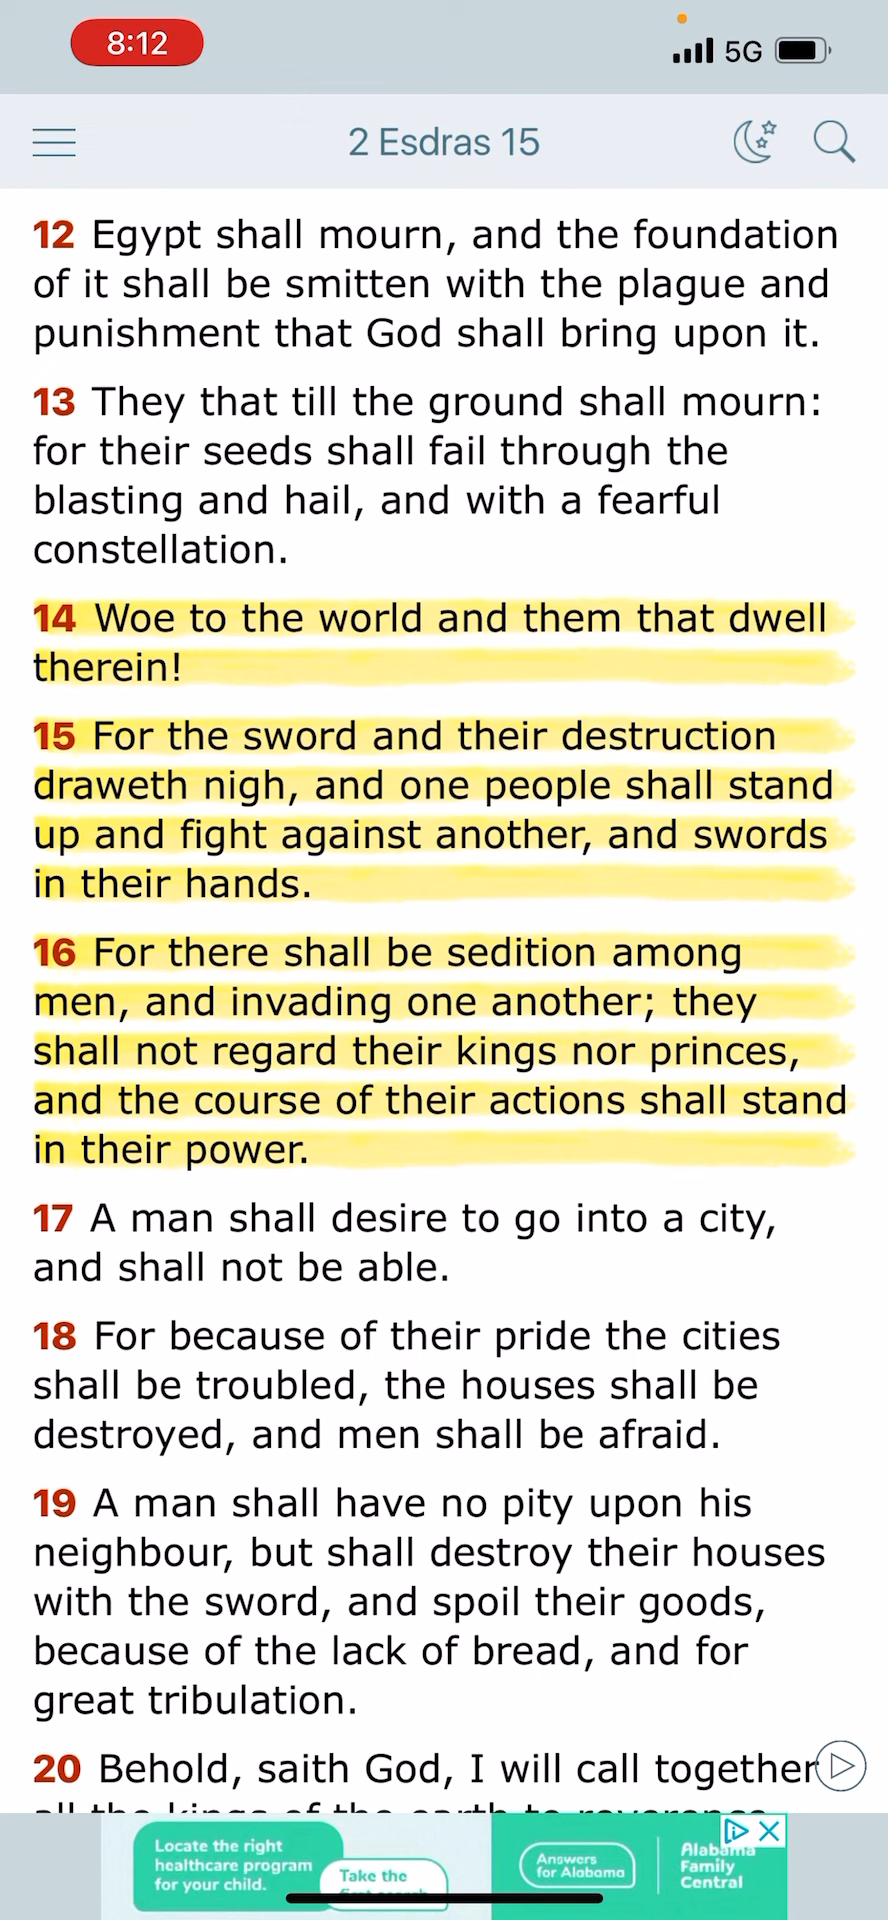 8:12
5G
2 Esdras 15
12 Egypt shall mourn, and the foundation
of it shall be smitten with the plague and
punishment that God shall bring upon it.
13 They that till the ground shall mourn:
for their seeds shall fail through the
blasting and hail, and with a fearful
constellation.
14 Woe to the world and them that dwell
therein!
15 For the sword and their destruction
draweth nigh, and one people shall stand
up and fight against another, and swords
in their hands.
16 For there shall be sedition among
men, and invading one another; they
shall not regard their kings nor princes,
and the course of their actions shall stand
in their power.
17 A man shall desire to go into a city,
and shall not be able.
18 For because of their pride the cities
shall be troubled, the houses shall be
destroyed, and men shall be afraid.
19 A man shall have no pity upon his
neighbour, but shall destroy their houses
with the sword, and spoil their goods,
because of the lack of bread, and for
great tribulation.
20 Behold, saith God, I will call together
all the kings of the earth to reverence
Locate the right
healthcare program
for your child.
Take the
Answers
for Alabama
Alabama
Family
Central